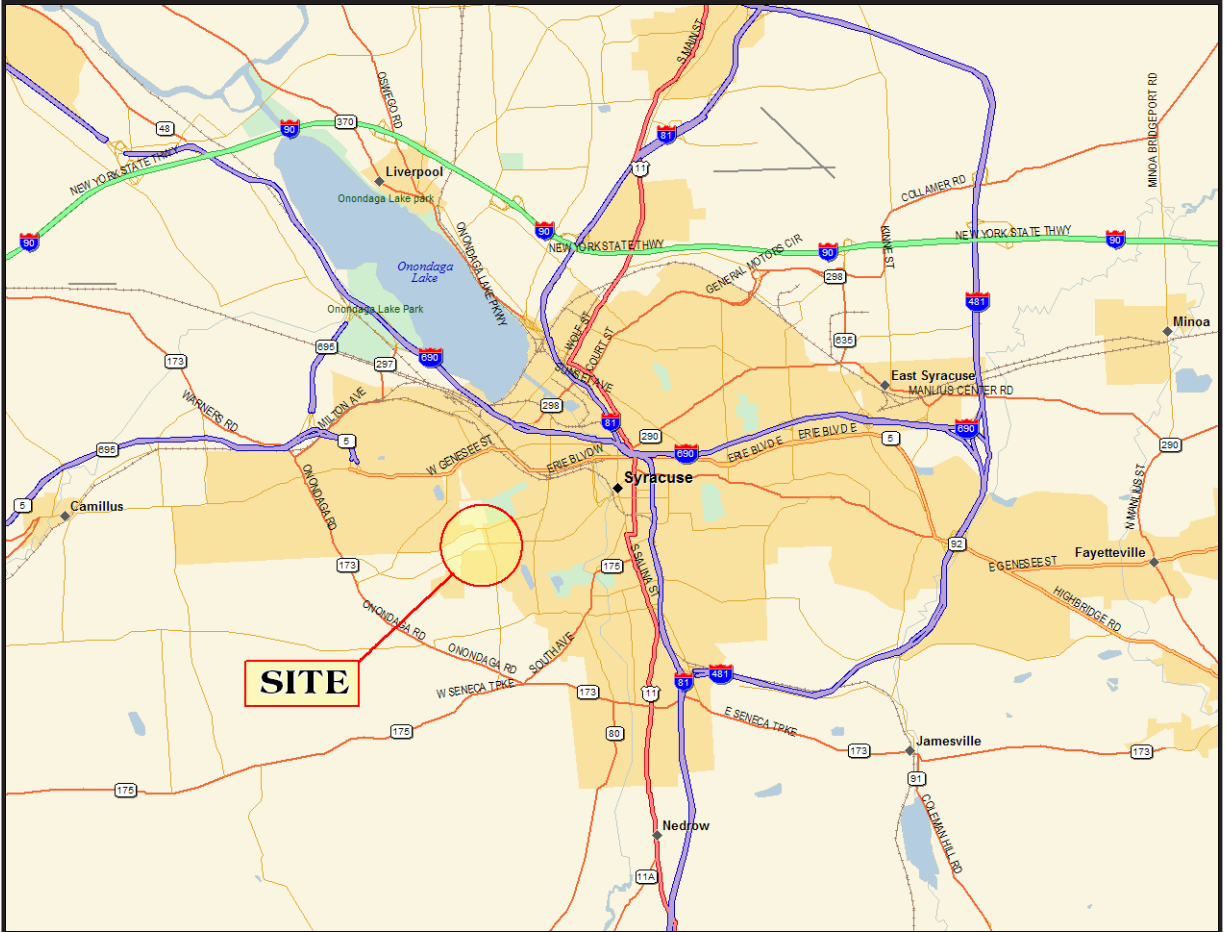 S MAIN ST
OSWEGO RD
MINOA BRIDGEPORT RD
370
48
90
81
NEW YORK STATE THWY
Liverpool
11
Onondaga Lake park
COLLAMER RD
90
90
NEW YORK STATE THWY
90
KINNE ST
NEW YORK STATE THWY
90
ONONDAGA LAKE PKWY
Onondaga
Lake
GENERAL MOTORS CIR
298
481
Onondaga Lake Park
WOLF ST
COURT ST
Minoa
695
635
690
173
297
SUNSET AVE
East Syracuse
MANLIUS CENTER RD
WARNERS RD
MILTON AVE
298
81
290
5
ERIE BLVD E
5
690
290
695
W GENESEE ST
ERIE BLVD W
690
ERIE BLVD E
ONONDAGA RD
Syracuse
N MANLIUS ST
5
Camillus
92
173
S SALINA ST
175
E GENESEE ST
Fayetteville
ONONDAGA RD
HIGHBRIDGE RD
ONONDAGA RD
SOUTH AVE
SITE
W SENECA TPKE
173
11
81
481
175
80
E SENECA TPKE
173
Jamesville
173
175
91
COLEMAN HILL RD
Nedrow
11A